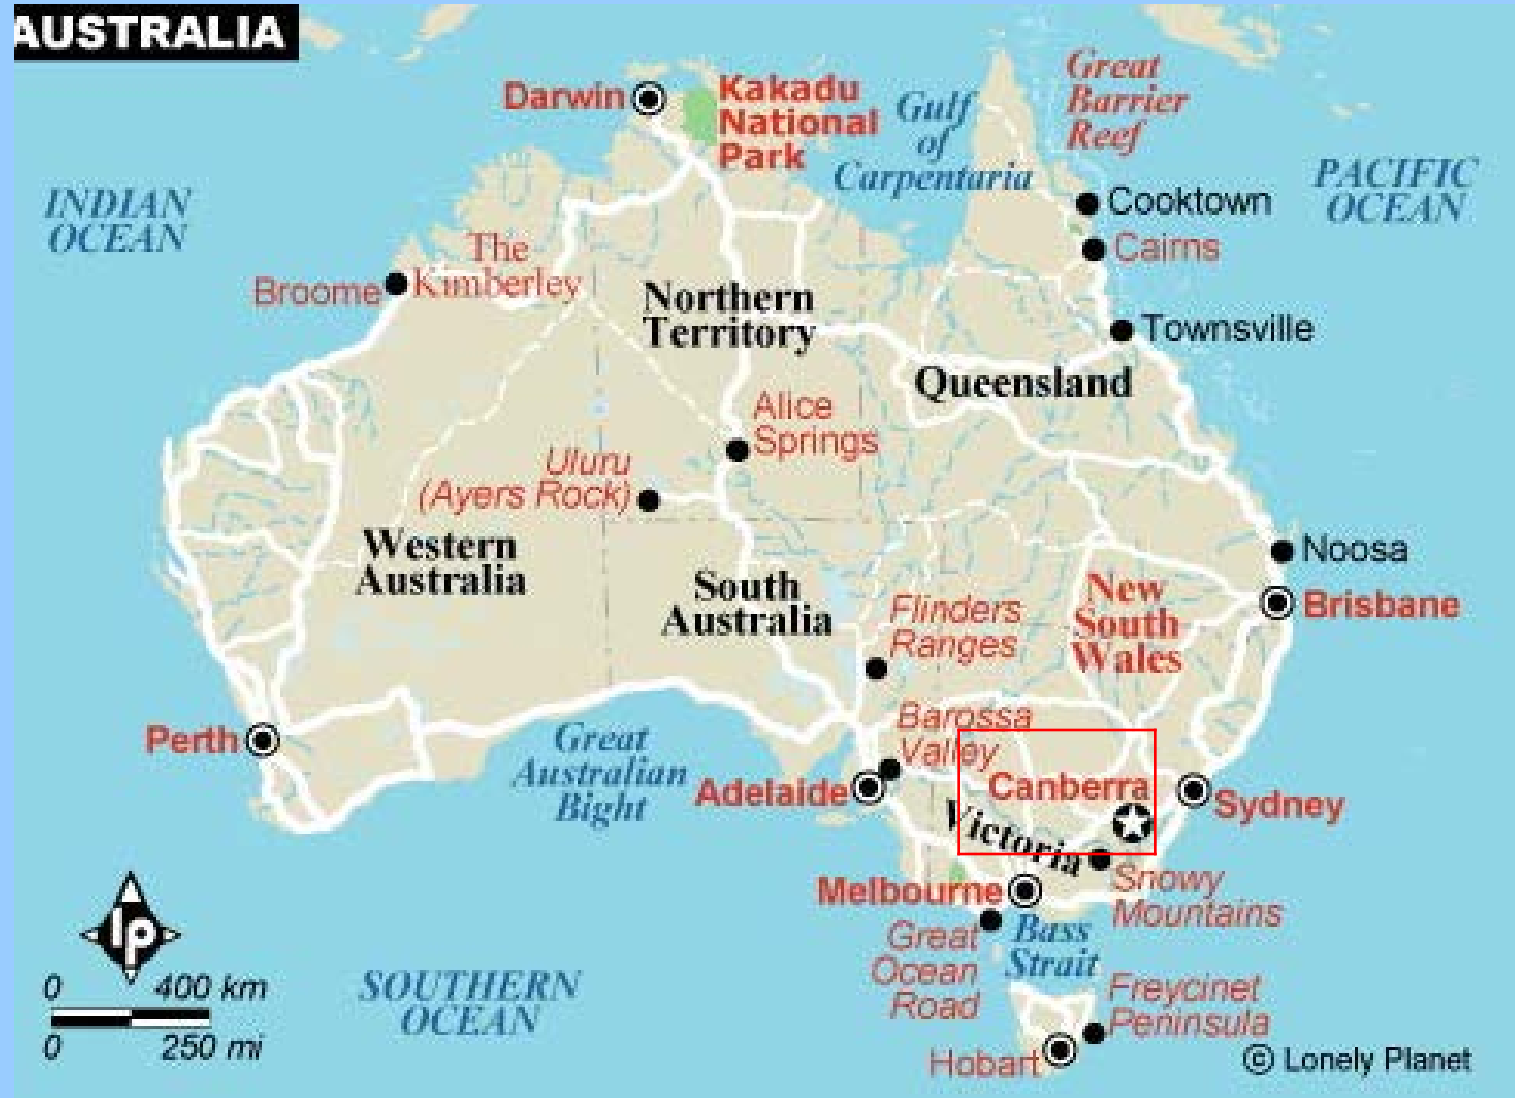 AUSTRALIA
Darwin
Kakadu
National
Park
Gulf
of
Carpentaria
Great
Barrier
Reef
INDIAN
OCEAN
PACIFIC
OCEAN
Cooktown
Cairns
The
Kimberley
Broome
Northern
Territory
Townsville
Queensland
Alice
Springs
Uluru
(Ayers Rock)
Western
Australia
South
Australia
Noosa
Brisbane
New
South
Wales
Flinders
Ranges
Barossa
Valley
Perth
Great
Australian
Bight
Adelaide
Canberra
Sydney
Victoria
Melbourne
Snowy
Mountains
Great
Ocean
Road
Bass
Strait
lp
0 400 km
0 250 mi
SOUTHERN
OCEAN
Freycinet
Peninsula
Hobart
© Lonely Planet